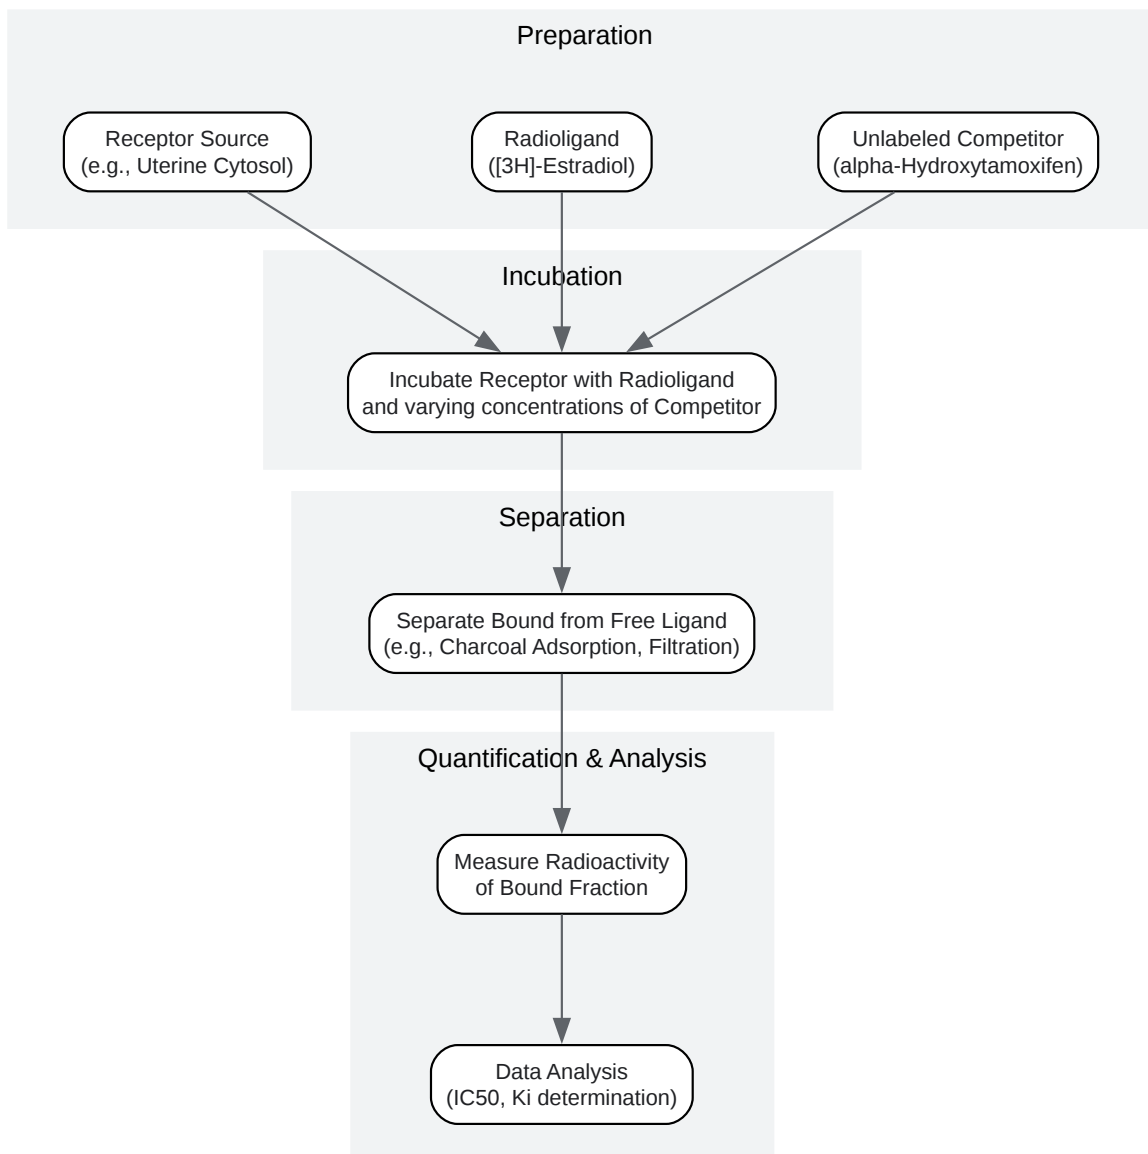 Preparation
Receptor Source
(e.g., Uterine Cytosol)
Radioligand
([3H]-Estradiol)
Unlabeled Competitor
(alpha-Hydroxytamoxifen)
Incubation
Incubate Receptor with Radioligand
and varying concentrations of Competitor
Separation
Separate Bound from Free Ligand
(e.g., Charcoal Adsorption, Filtration)
Quantification & Analysis
Measure Radioactivity
of Bound Fraction
Data Analysis
(IC50, Ki determination)